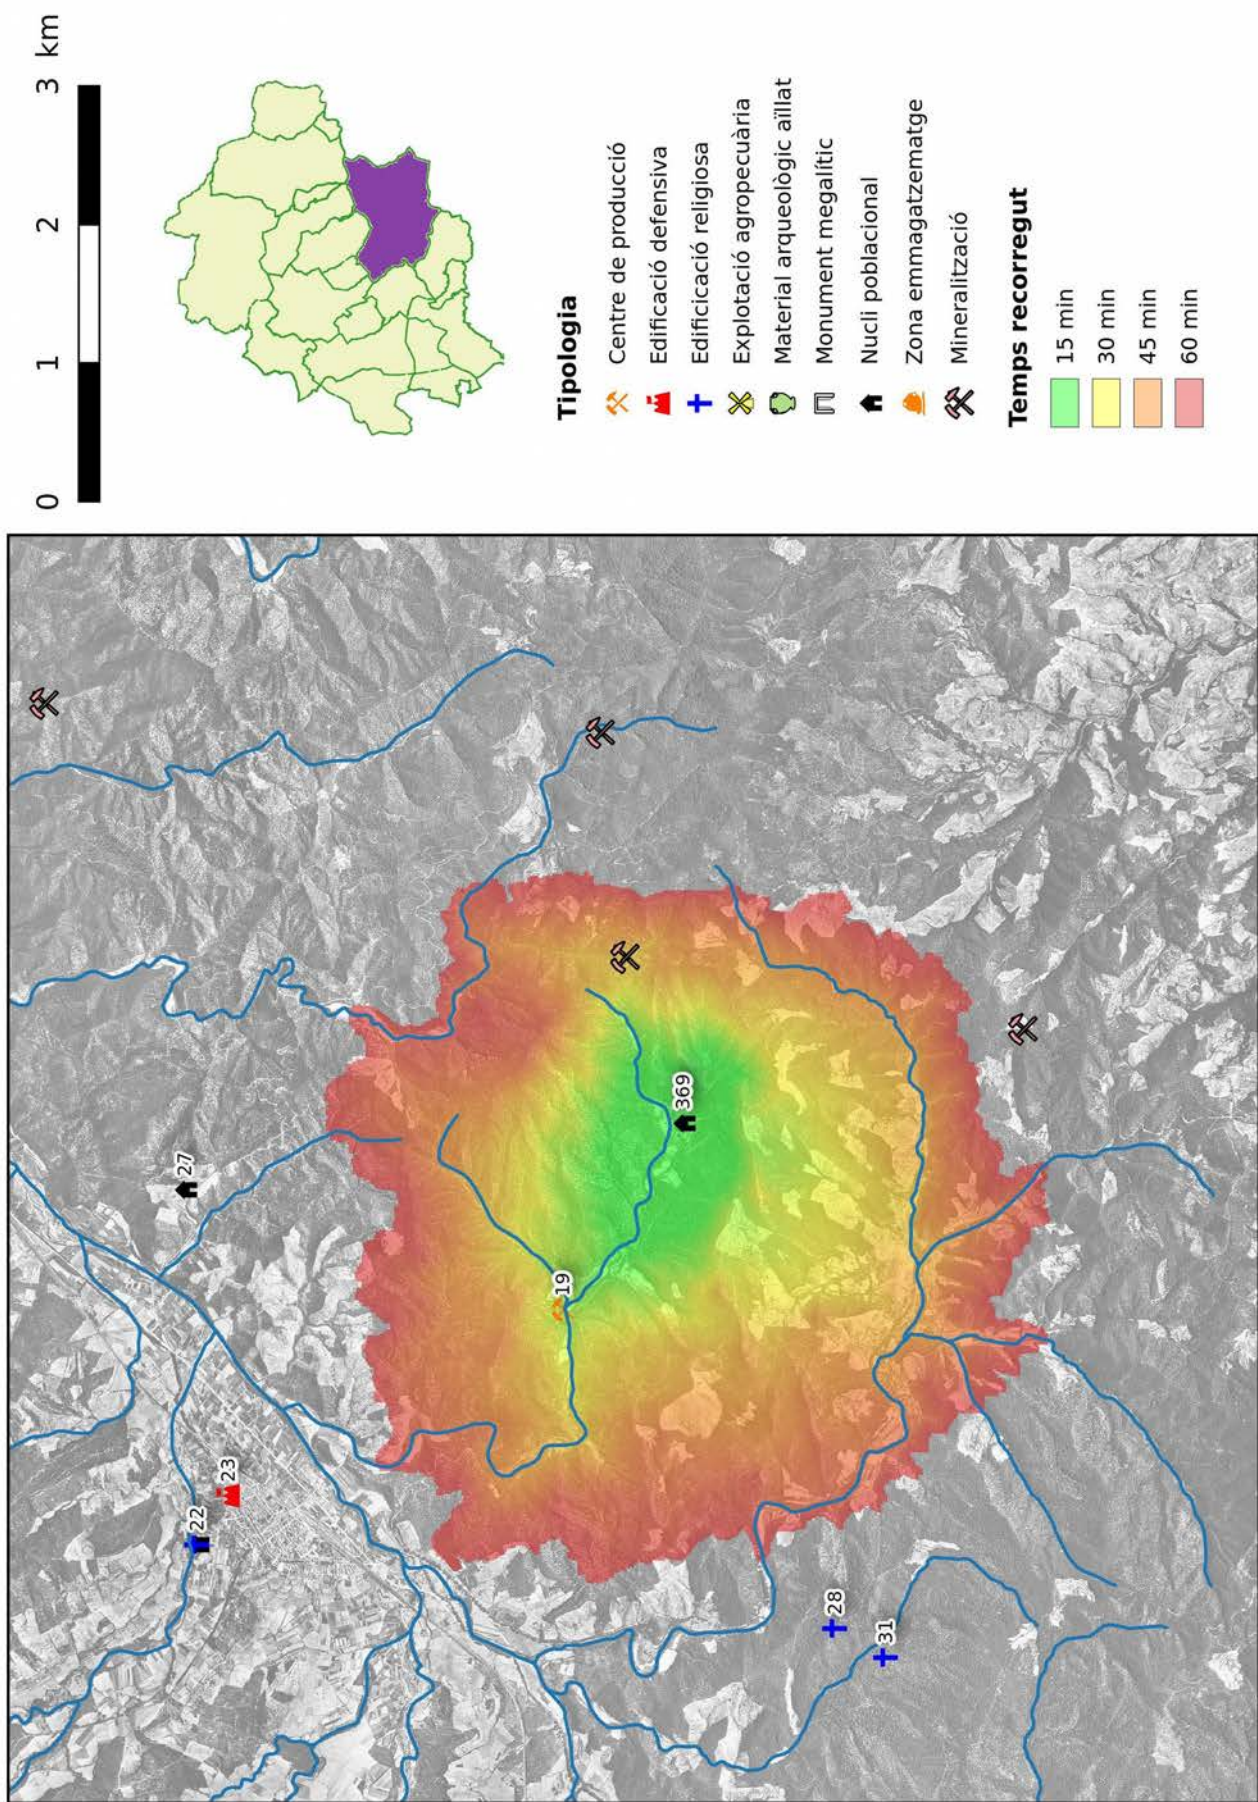 0 1 2 3 km
Tipologia
Centre de producció
Edificació defensiva
Edificicació religiosa
Explotació agropecuària
Material arqueològic aïllat
Monument megalític
Nucli poblacional
Zona emmagatzematge
Mineralització
Temps recorregut
15 min
30 min
45 min
60 min
22
23
27
19
369
28
31